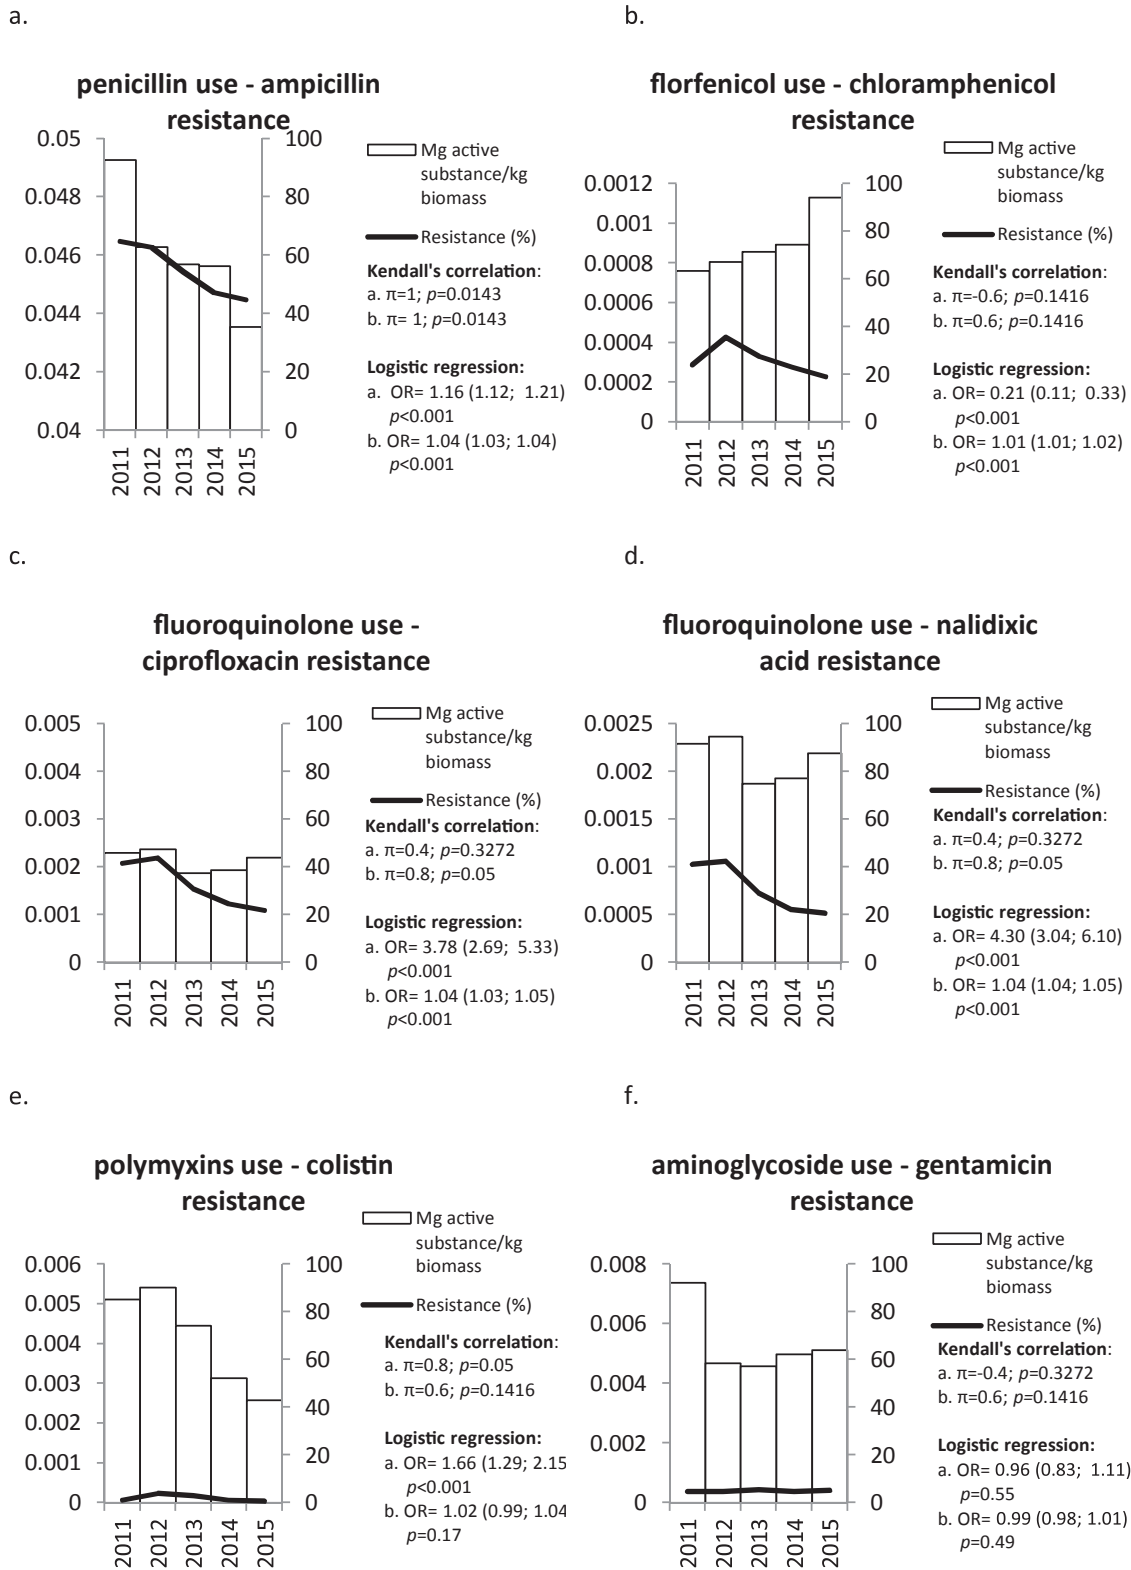 a.
penicillin use - ampicillin
resistance
0.05
0.048
0.046
0.044
0.042
0.04
100
80
60
40
20
0
2011
2012
2013
2014
2015
Mg active
substance/kg
biomass
Resistance (%)
Kendall's correlation:
a. π=1; p=0.0143
b. π= 1; p=0.0143
Logistic regression:
a. OR= 1.16 (1.12; 1.21)
p<0.001
b. OR= 1.04 (1.03; 1.04)
p<0.001
b.
florfenicol use - chloramphenicol
resistance
0.0012
0.001
0.0008
0.0006
0.0004
0.0002
0
100
80
60
40
20
0
2011
2012
2013
2014
2015
Mg active
substance/kg
biomass
Resistance (%)
Kendall's correlation:
a. π=-0.6; p=0.1416
b. π=0.6; p=0.1416
Logistic regression:
a. OR= 0.21 (0.11; 0.33)
p<0.001
b. OR= 1.01 (1.01; 1.02)
p<0.001
c.
fluoroquinolone use -
ciprofloxacin resistance
0.005
0.004
0.003
0.002
0.001
0
100
80
60
40
20
0
2011
2012
2013
2014
2015
Mg active
substance/kg
biomass
Resistance (%)
Kendall's correlation:
a. π=0.4; p=0.3272
b. π=0.8; p=0.05
Logistic regression:
a. OR= 3.78 (2.69; 5.33)
p<0.001
b. OR= 1.04 (1.03; 1.05)
p<0.001
d.
fluoroquinolone use - nalidixic
acid resistance
0.0025
0.002
0.0015
0.001
0.0005
0
100
80
60
40
20
0
2011
2012
2013
2014
2015
Mg active
substance/kg
biomass
Resistance (%)
Kendall's correlation:
a. π=0.4; p=0.3272
b. π=0.8; p=0.05
Logistic regression:
a. OR= 4.30 (3.04; 6.10)
p<0.001
b. OR= 1.04 (1.04; 1.05)
p<0.001
e.
polymyxins use - colistin
resistance
0.006
0.005
0.004
0.003
0.002
0.001
0
100
80
60
40
20
0
2011
2012
2013
2014
2015
Mg active
substance/kg
biomass
Resistance (%)
Kendall's correlation:
a. π=0.8; p=0.05
b. π=0.6; p=0.1416
Logistic regression:
a. OR= 1.66 (1.29; 2.15
p<0.001
b. OR= 1.02 (0.99; 1.04
p=0.17
f.
aminoglycoside use - gentamicin
resistance
0.008
0.006
0.004
0.002
0
100
80
60
40
20
0
2011
2012
2013
2014
2015
Mg active
substance/kg
biomass
Resistance (%)
Kendall's correlation:
a. π=-0.4; p=0.3272
b. π=0.6; p=0.1416
Logistic regression:
a. OR= 0.96 (0.83; 1.11)
p=0.55
b. OR= 0.99 (0.98; 1.01)
p=0.49